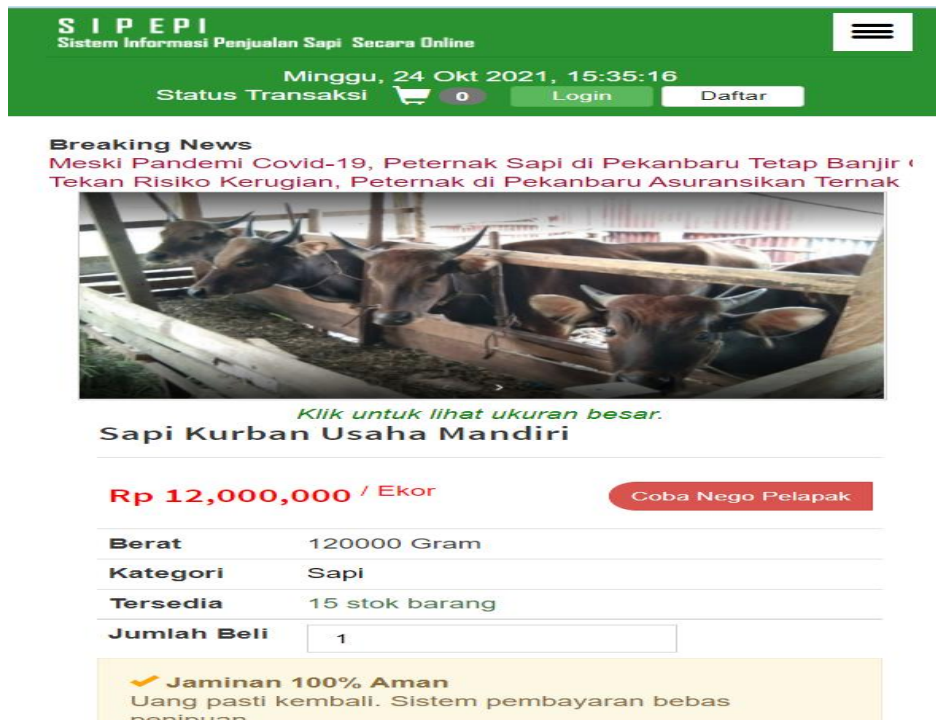 S I P E P I
Sistem Informasi Penjualan Sapi Secara Online
Minggu, 24 Okt 2021, 15:35:16
Status Transaksi 0 Login Daftar
Breaking News
Meski Pandemi Covid-19, Peternak Sapi di Pekanbaru Tetap Banjir
Tekan Risiko Kerugian, Peternak di Pekanbaru Asuransikan Ternak
Klik untuk lihat ukuran besar.
Sapi Kurban Usaha Mandiri
Rp 12,000,000 / Ekor Coba Nego Pelapak
Berat 120000 Gram
Kategori Sapi
Tersedia 15 stok barang
Jumlah Beli 1
Jaminan 100% Aman
Uang pasti kembali. Sistem pembayaran bebas